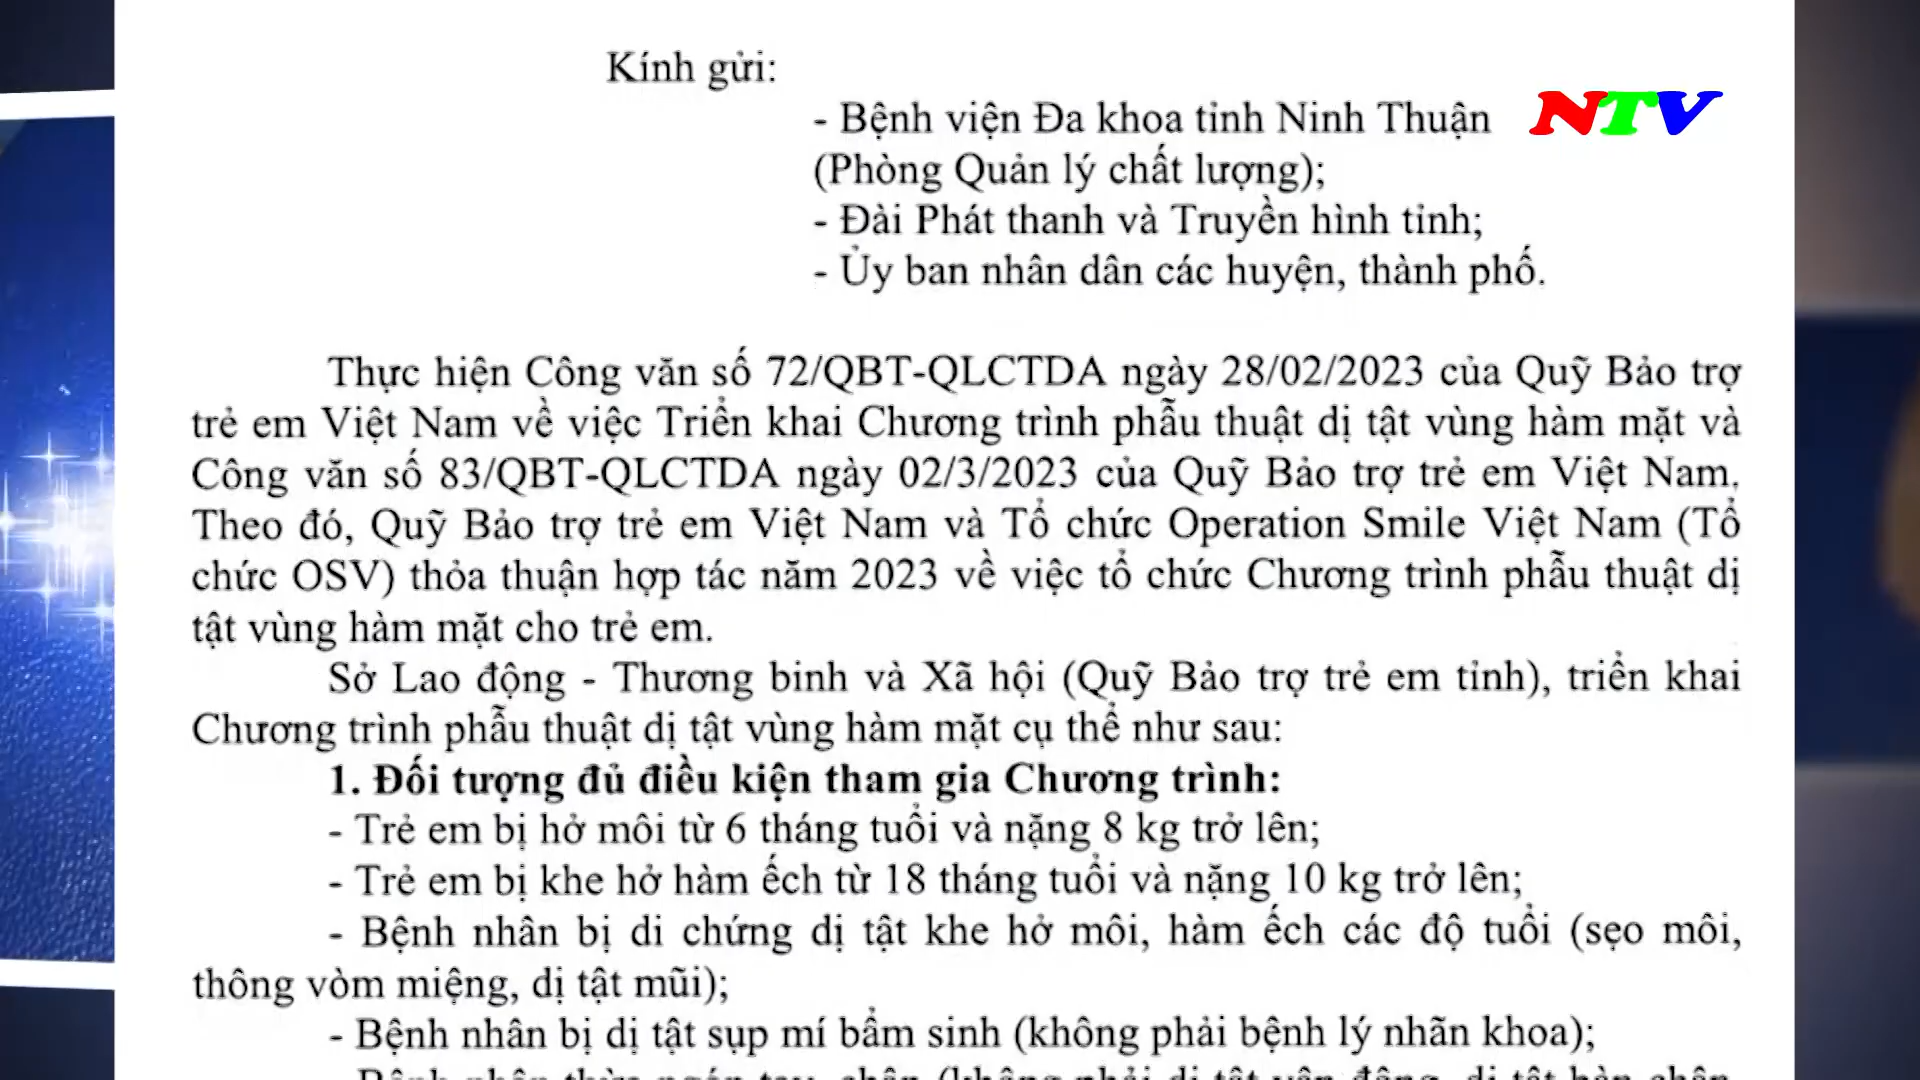 Kính gửi:
- Bệnh viện Đa khoa tỉnh Ninh Thuận
NTV
(Phòng Quản lý chất lượng);
- Đài Phát thanh và Truyền hình tỉnh;
- Ủy ban nhân dân các huyện, thành phố.
Thực hiện Công văn số 72/QBT-QLCTDA ngày 28/02/2023 của Quỹ Bảo trợ
trẻ em Việt Nam về việc Triển khai Chương trình phẫu thuật dị tật vùng hàm mặt và
Công văn số 83/QBT-QLCTDA ngày 02/3/2023 của Quỹ Bảo trợ trẻ em Việt Nam.
Theo đó, Quỹ Bảo trợ trẻ em Việt Nam và Tổ chức Operation Smile Việt Nam (Tổ
chức OSV) thỏa thuận hợp tác năm 2023 về việc tổ chức Chương trình phẫu thuật dị
tật vùng hàm mặt cho trẻ em.
Sở Lao động - Thương binh và Xã hội (Quỹ Bảo trợ trẻ em tỉnh), triển khai
Chương trình phẫu thuật dị tật vùng hàm mặt cụ thể như sau:
1. Đối tượng đủ điều kiện tham gia Chương trình:
- Trẻ em bị hở môi từ 6 tháng tuổi và nặng 8 kg trở lên;
- Trẻ em bị khe hở hàm ếch từ 18 tháng tuổi và nặng 10 kg trở lên;
- Bệnh nhân bị di chứng dị tật khe hở môi, hàm ếch các độ tuổi (sẹo môi,
thông vòm miệng, dị tật mũi);
- Bệnh nhân bị dị tật sụp mí bẩm sinh (không phải bệnh lý nhãn khoa);